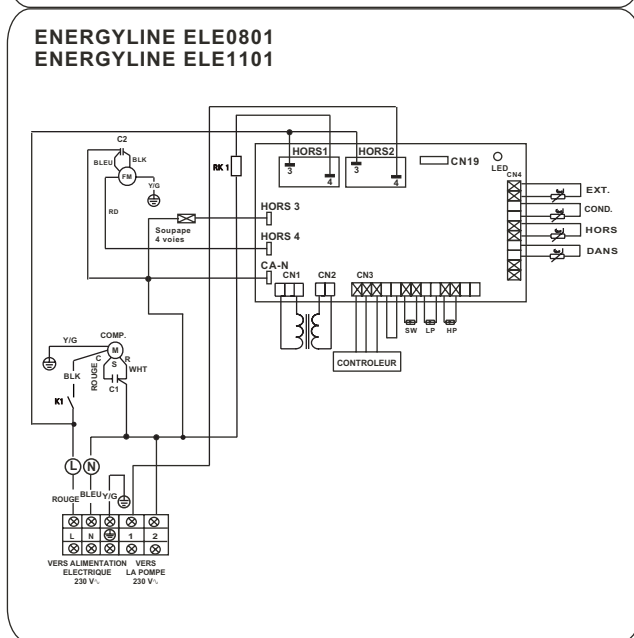 ENERGYLINE ELE0801
ENERGYLINE ELE1101
C2
BLEU
BLK
FM
Y/G
RD
RK 1
HORS1
HORS2
3
4
3
4
CN19
LED
CN4
EXT.
COND.
HORS
DANS
HORS 3
Soupape
4 voies
HORS 4
CA-N
CN1
CN2
CN3
SW
LP
HP
CONTROLEUR
Y/G
COMP.
M
C
S
R
BLK
ROUGE
WHT
C1
K1
L
N
ROUGE
BLEU
Y/G
L
N
1
2
VERS ALIMENTATION
ELECTRIQUE
230 V∿
VERS
LA POMPE
230 V∿